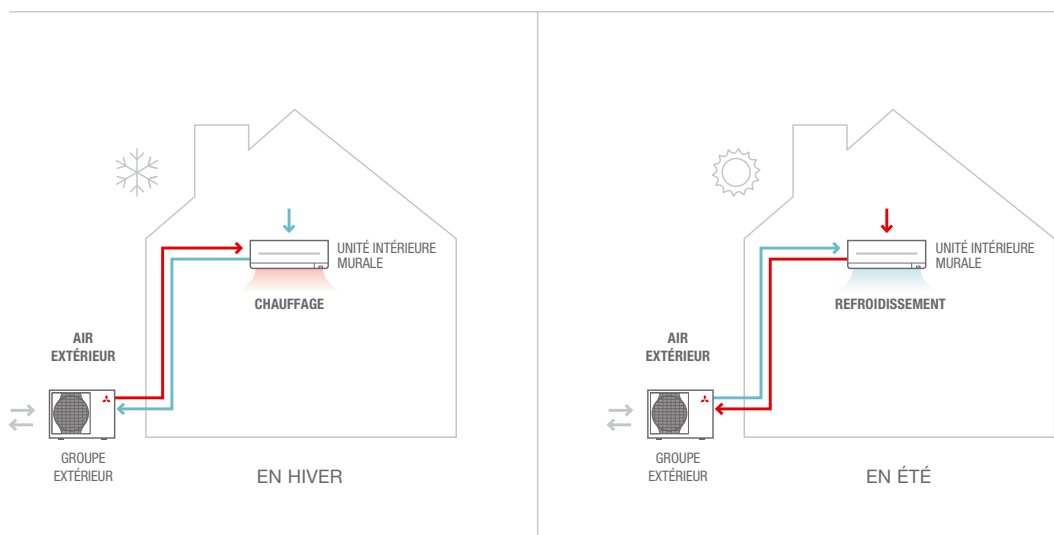 UNITÉ INTÉRIEURE
MURALE
CHAUFFAGE
AIR
EXTÉRIEUR
GROUPE
EXTÉRIEUR
EN HIVER
UNITÉ INTÉRIEURE
MURALE
REFROIDISSEMENT
AIR
EXTÉRIEUR
GROUPE
EXTÉRIEUR
EN ÉTÉ